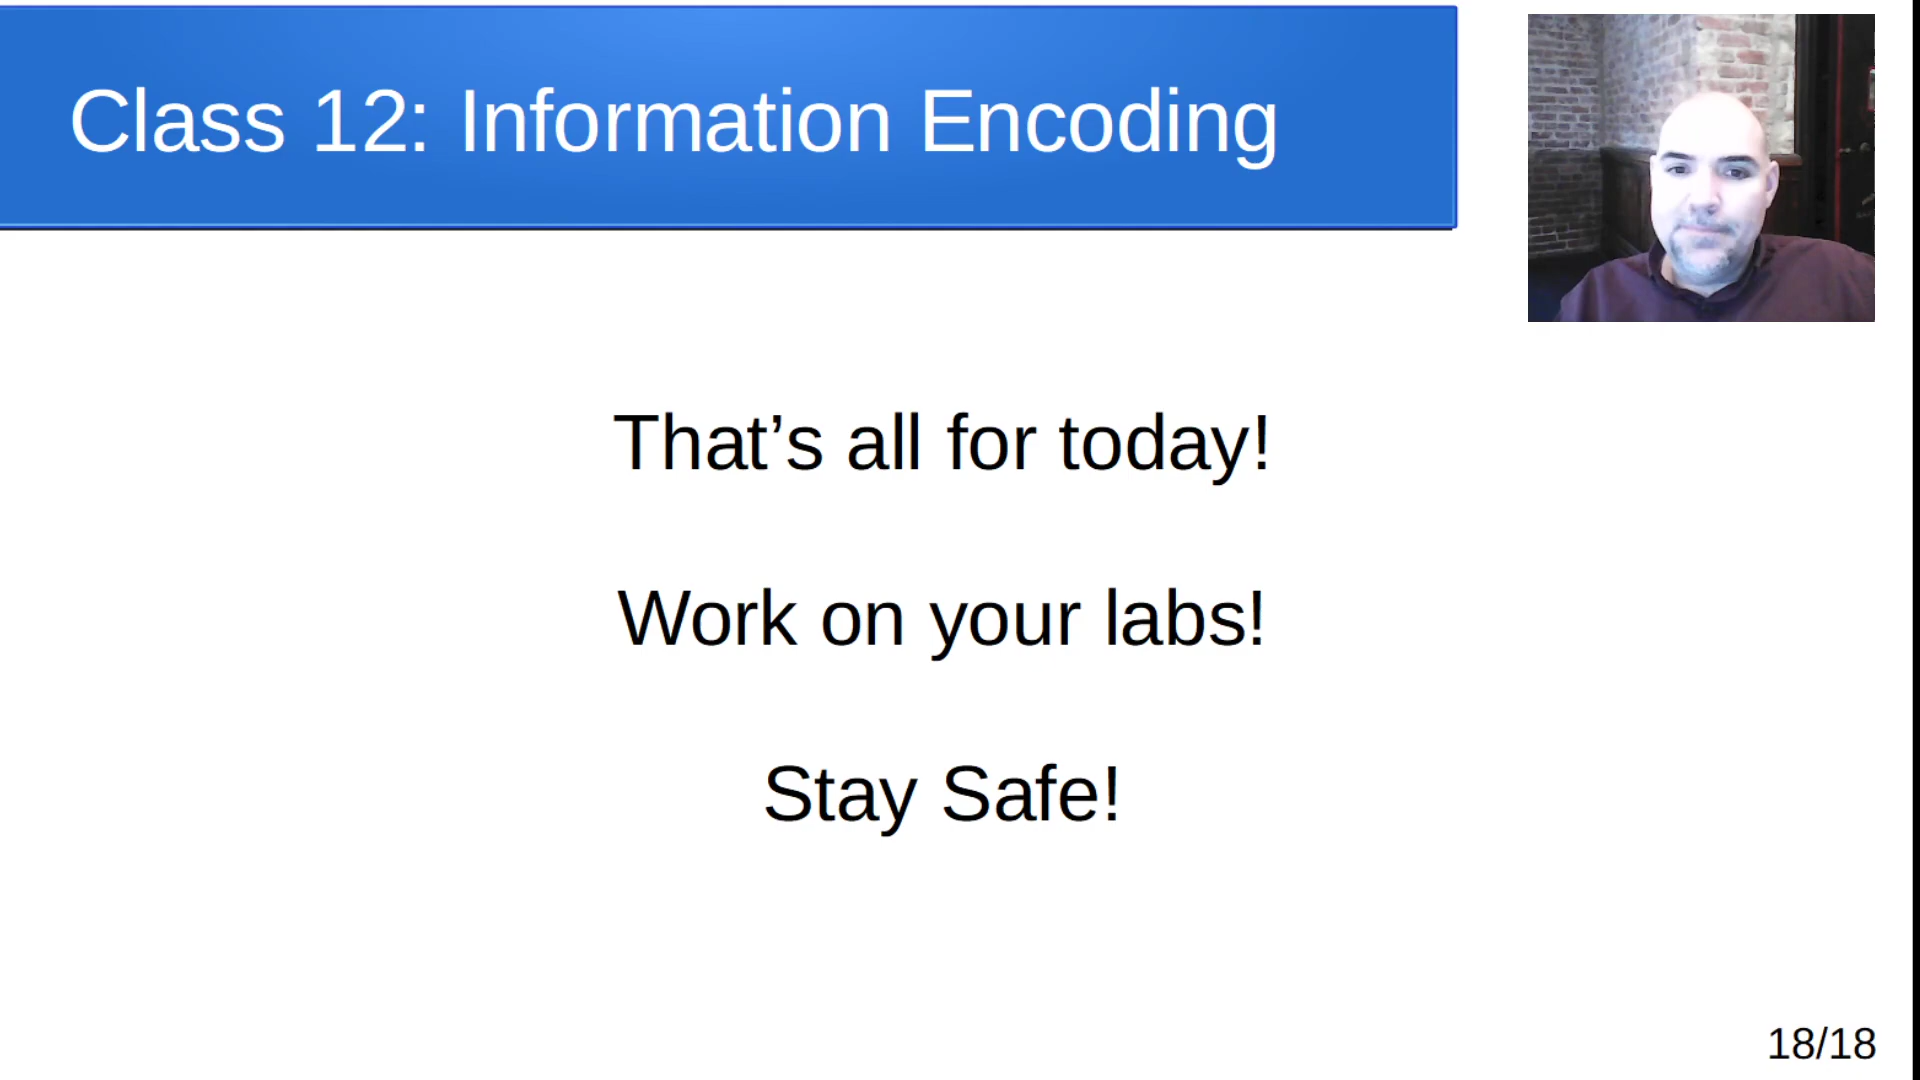 Class 12: Information Encoding
That’s all for today!
Work on your labs!
Stay Safe!
18/18